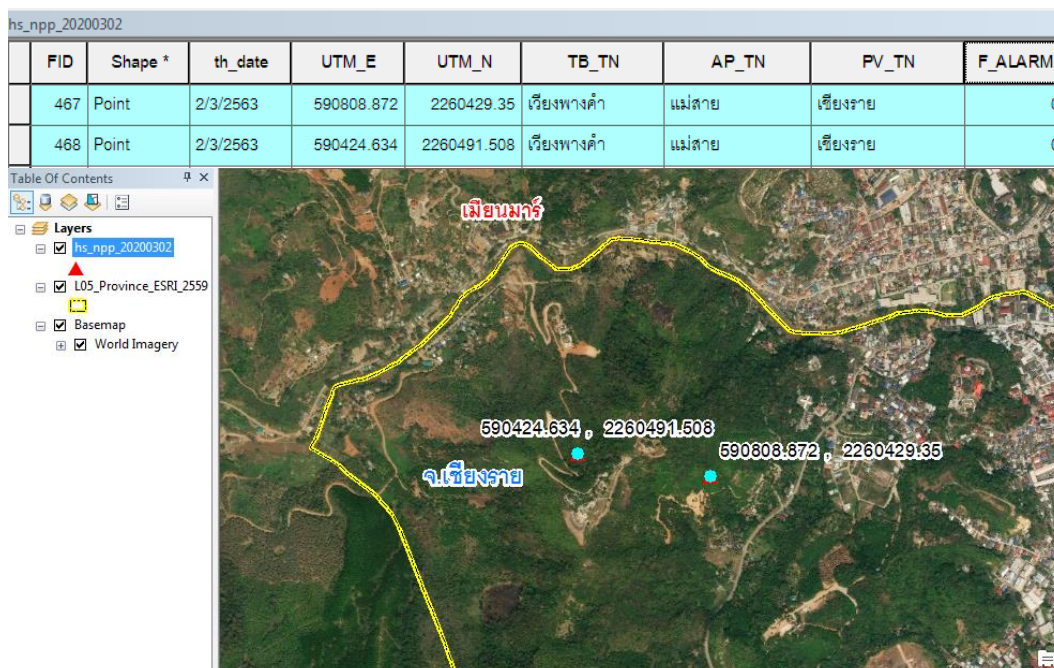 hs_npp_20200302
FID Shape * th_date UTM_E UTM_N TB_TN AP_TN PV_TN F_ALARM
467 Point 2/3/2563 590808.872 2260429.35 เวียงพางคำ แม่สาย เชียงราย 0
468 Point 2/3/2563 590424.634 2260491.508 เวียงพางคำ แม่สาย เชียงราย 0
Table Of Contents
Layers
hs_npp_20200302
L05_Province_ESRI_2559
Basemap
World Imagery
เมียนมาร์
590424.634 , 2260491.508
590808.872 , 2260429.35
จ.เชียงราย